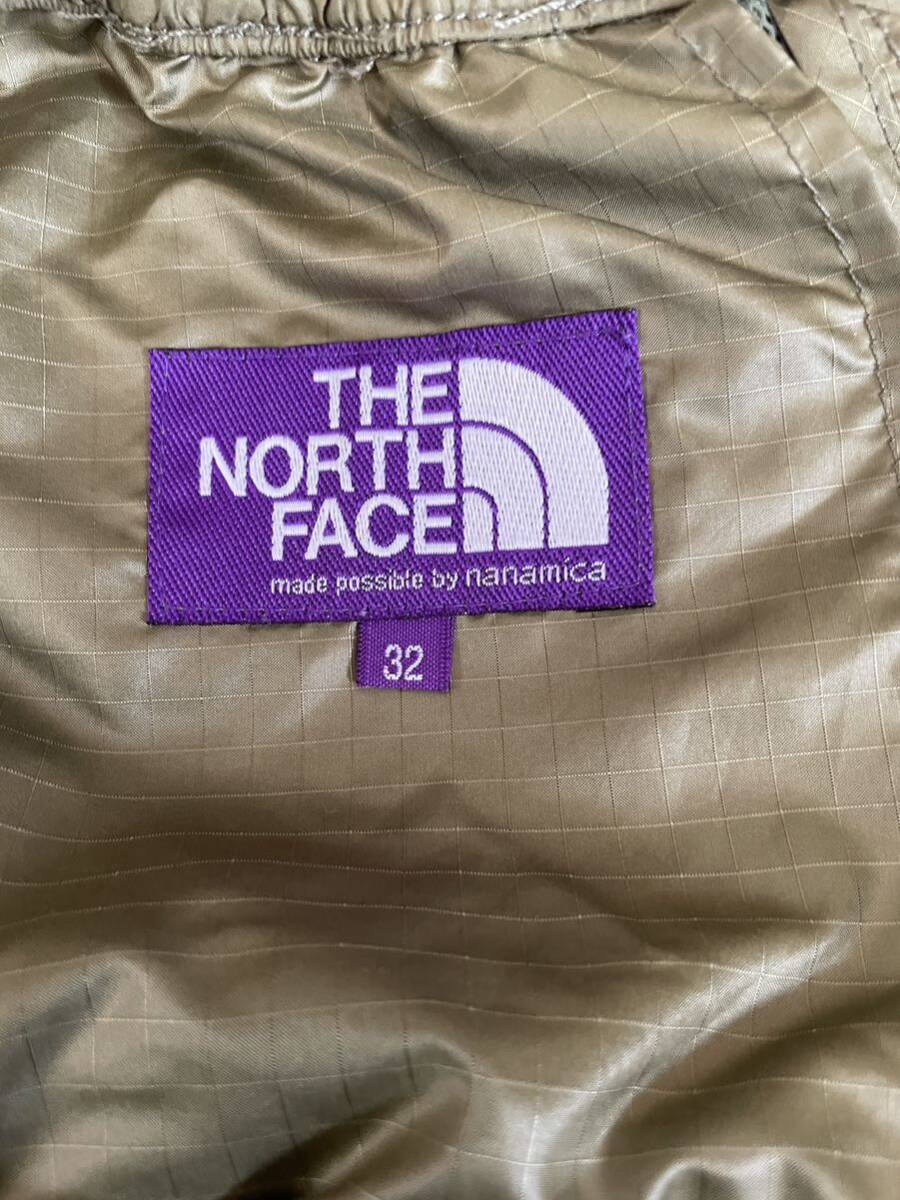 THE
NORTH
FACE
made possible by nanamica
32